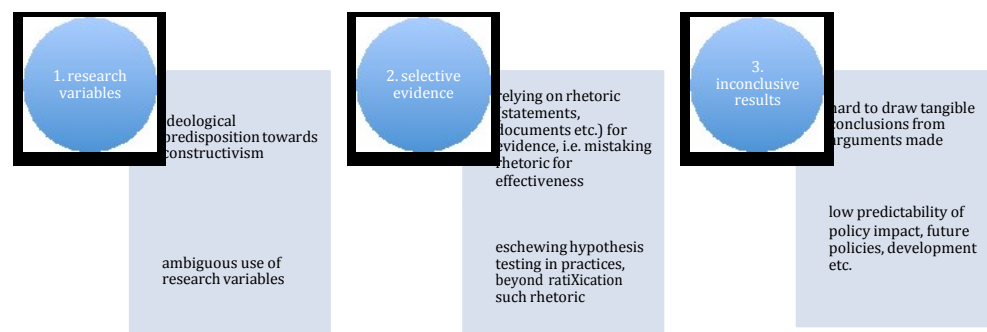 1. research
variables
ideological
predisposition towards
constructivism
ambiguous use of
research variables
2. selective
evidence
relying on rhetoric
(statements,
documents etc.) for
evidence, i.e. mistaking
rhetoric for
effectiveness
eschewing hypothesis
testing in practices,
beyond ratiXication
such rhetoric
3.
inconclusive
results
hard to draw tangible
conclusions from
arguments made
low predictability of
policy impact, future
policies, development
etc.